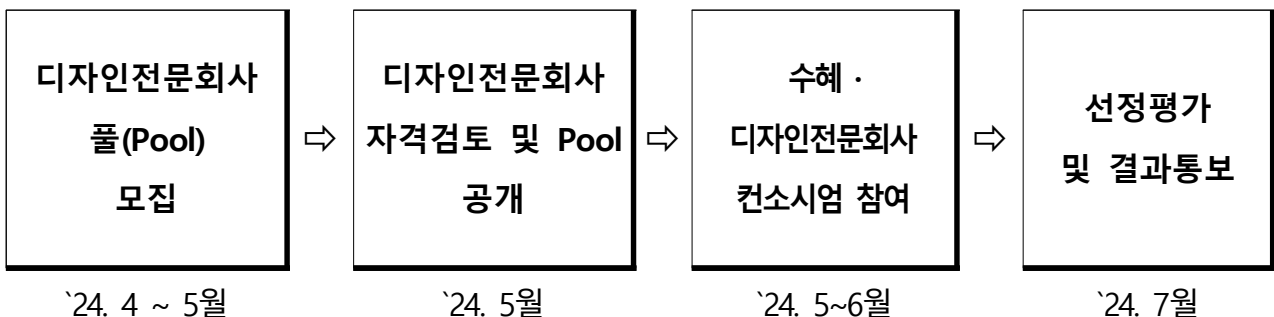 디자인전문회사
풀(Pool)
모집
⇨
디자인전문회사
자격검토 및 Pool
공개
⇨
수혜 ·
디자인전문회사
컨소시엄 참여
⇨
선정평가
및 결과통보
`24. 4 ~ 5월
`24. 5월
`24. 5~6월
`24. 7월